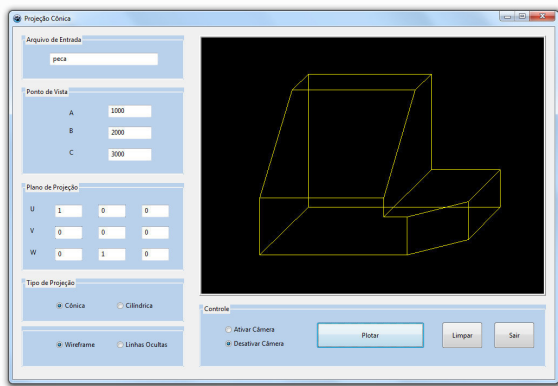 Projeção Cônica
Arquivo de Entrada
peca
Ponto de Vista
A 1000
B 2000
C 3000
Plano de Projeção
U 1 0 0
V 0 0 0
W 0 1 0
Tipo de Projeção
Cônica Cilíndrica
Wireframe Linhas Ocultas
Controle
Ativar Câmera
Desativar Câmera
Plotar Limpar Sair